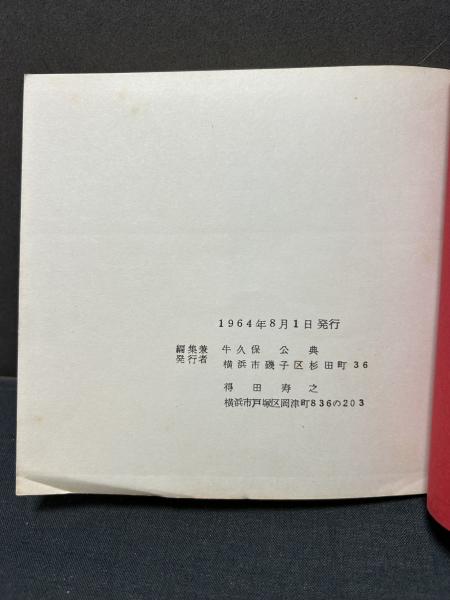 1964年8月1日 発行
編集兼 牛久保 公典
発行者 横浜市磯子区杉田町36
得田寿之
横浜市戸塚区岡津町836の203